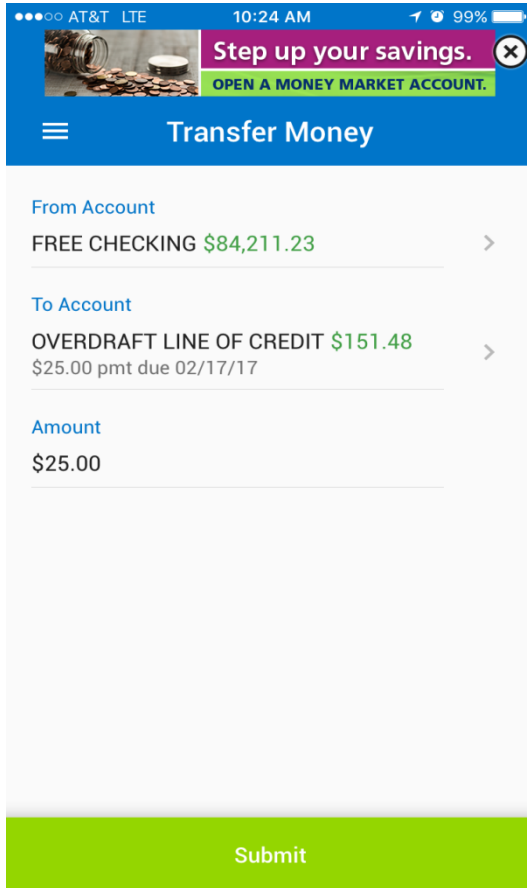 AT&T LTE 10:24 AM 99%
Step up your savings.
OPEN A MONEY MARKET ACCOUNT.
Transfer Money
From Account
FREE CHECKING $84,211.23
To Account
OVERDRAFT LINE OF CREDIT $151.48
$25.00 pmt due 02/17/17
Amount
$25.00
Submit